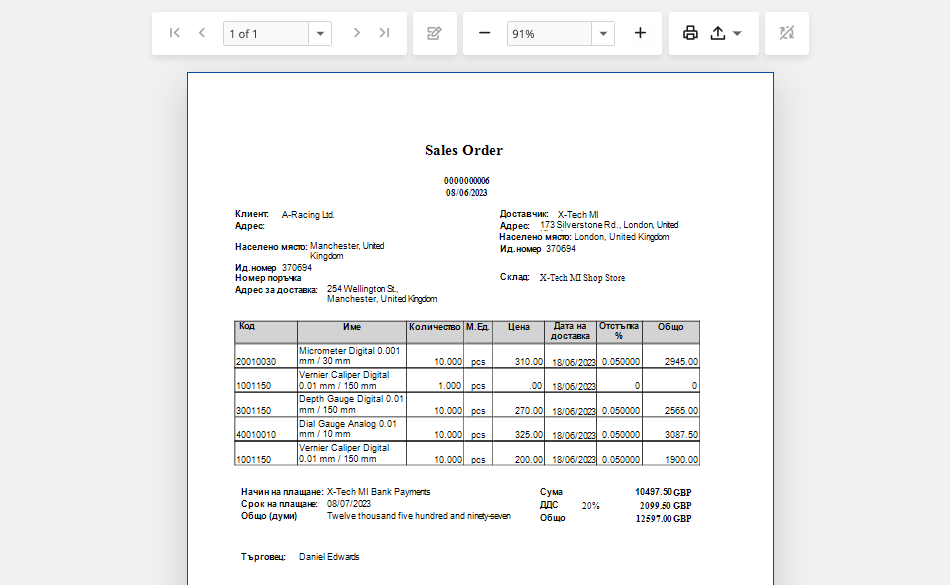 1 of 1
91%
Sales Order
0000000006
08/06/2023
Клиент: A-Racing Ltd.
Адрес:
Населено място: Manchester, United
Kingdom
Ид.номер 370694
Номер поръчка
Адрес за доставка: 254 Wellington St.,
Manchester, United Kingdom
Доставчик: X-Tech MI
Адрес: 173 Silverstone Rd., London, United
Населено място: London, United Kingdom
Ид.номер 370694
Склад: X-Tech MI Shop Store
Код Име Количество М.Ед. Цена Дата на доставка Отстъпка % Общо
20010030 Micrometer Digital 0.001 mm / 30 mm 10.000 pcs 310.00 18/06/2023 0.050000 2945.00
1001150 Vernier Caliper Digital 0.01 mm / 150 mm 1.000 pcs .00 18/06/2023 0 0
3001150 Depth Gauge Digital 0.01 mm / 150 mm 10.000 pcs 270.00 18/06/2023 0.050000 2565.00
40010010 Dial Gauge Analog 0.01 mm / 10 mm 10.000 pcs 325.00 18/06/2023 0.050000 3087.50
1001150 Vernier Caliper Digital 0.01 mm / 150 mm 10.000 pcs 200.00 18/06/2023 0.050000 1900.00
Начин на плащане: X-Tech MI Bank Payments
Срок на плащане: 08/07/2023
Общо (думи) Twelve thousand five hundred and ninety-seven
Сума 10497.50 GBP
ДДС 20% 2099.50 GBP
Общо 12597.00 GBP
Търговец: Daniel Edwards